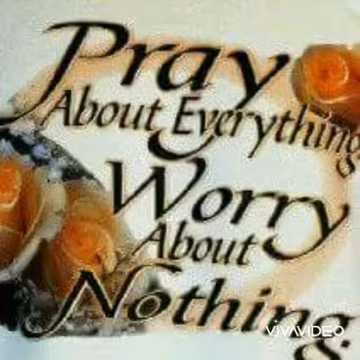 Pray
About Everything
Worry
About
Nothing.
VIVAVIDEO